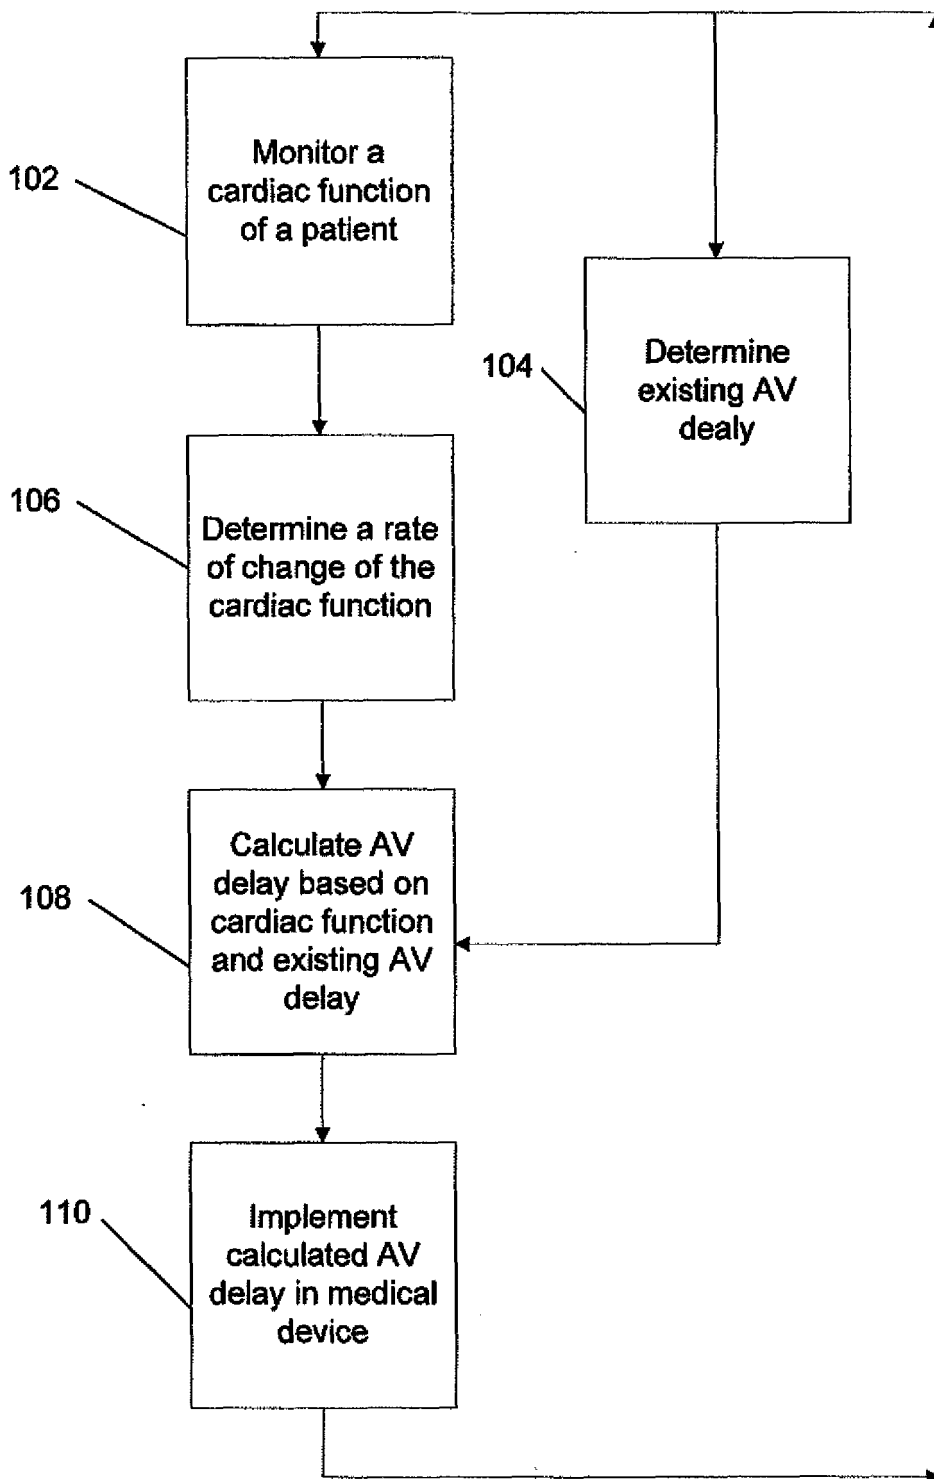 102
Monitor a
cardiac function
of a patient
104
Determine
existing AV
dealy
106
Determine a rate
of change of the
cardiac function
108
Calculate AV
delay based on
cardiac function
and existing AV
delay
110
Implement
calculated AV
delay in medical
device